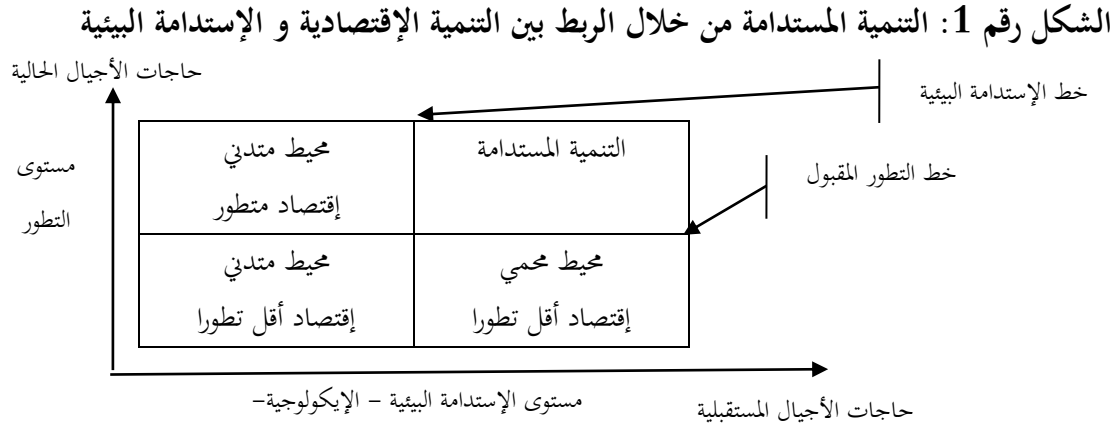 الشكل رقم 1: التنمية المستدامة من خلال الربط بين التنمية الإقتصادية و الإستدامة البيئية
حاجات الأجيال الحالية
خط الإستدامة البيئية
التنمية المستدامة
محيط متدني
إقتصاد متطور
مستوى
التطور
خط التطور المقبول
محيط محمي
إقتصاد أقل تطورا
محيط متدني
إقتصاد أقل تطورا
مستوى الإستدامة البيئية – الإيكولوجية–
حاجات الأجيال المستقبلية